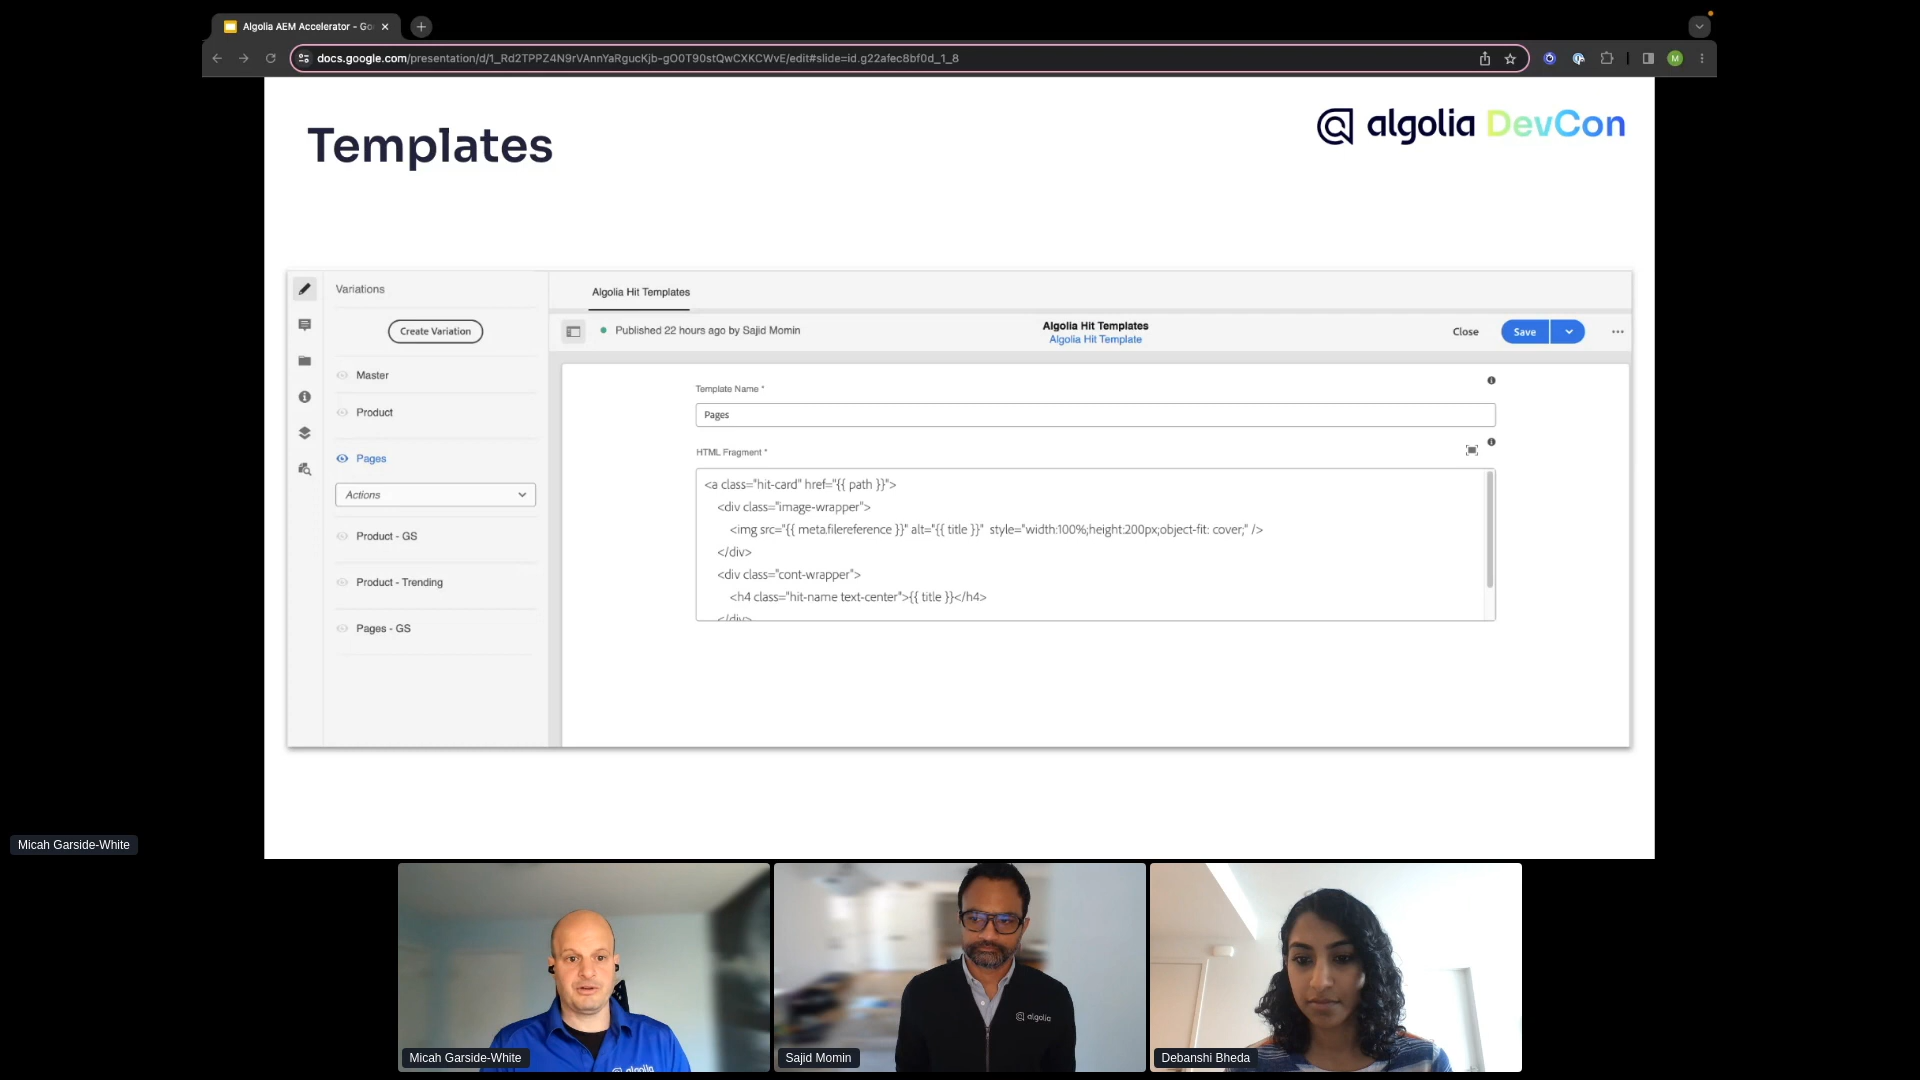 Algolia AEM Accelerator - Go
docs.google.com/presentation/d/1_Rd2TPPZ4N9rVAnnYaRgucKjb-gO0T90stQwCXKCWvE/edit#slide=id.g22afec8bf0d_1_8
M
Templates
algolia DevCon
Variations
Create Variation
Master
Product
Pages
Actions
Product - GS
Product - Trending
Pages - GS
Algolia Hit Templates
Published 22 hours ago by Sajid Momin
Algolia Hit Templates
Algolia Hit Template
Close
Save
Template Name *
Pages
HTML Fragment *
<a class="hit-card" href="{{ path }}">
<div class="image-wrapper">
<img src="{{ meta.filereference }}" alt="{{ title }}" style="width:100%;height:200px;object-fit: cover;" />
</div>
<div class="cont-wrapper">
<h4 class="hit-name text-center">{{ title }}</h4>
</div>
Micah Garside-White
algolia
Micah Garside-White
algolia
Sajid Momin
Debanshi Bheda